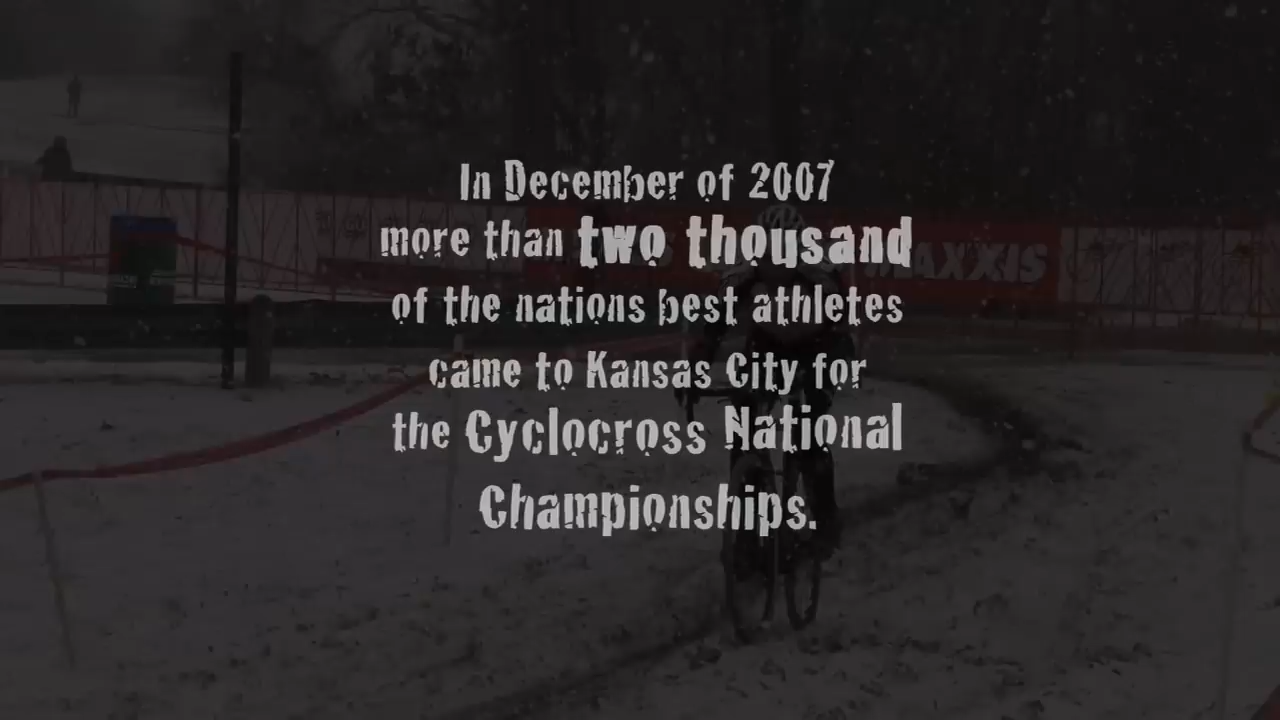 In December of 2007
more than two thousand
of the nations best athletes
came to Kansas City for
the Cyclocross National
Championships.
MAXXIS